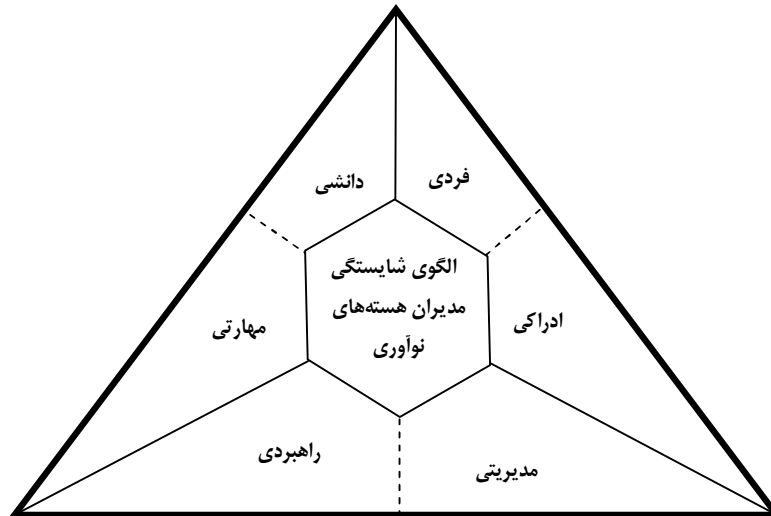 فردی
دانشی
الگوی شایستگی
مدیران هسته‌های
نوآوری
ادراکی
مهارتی
راهبردی
مدیریتی